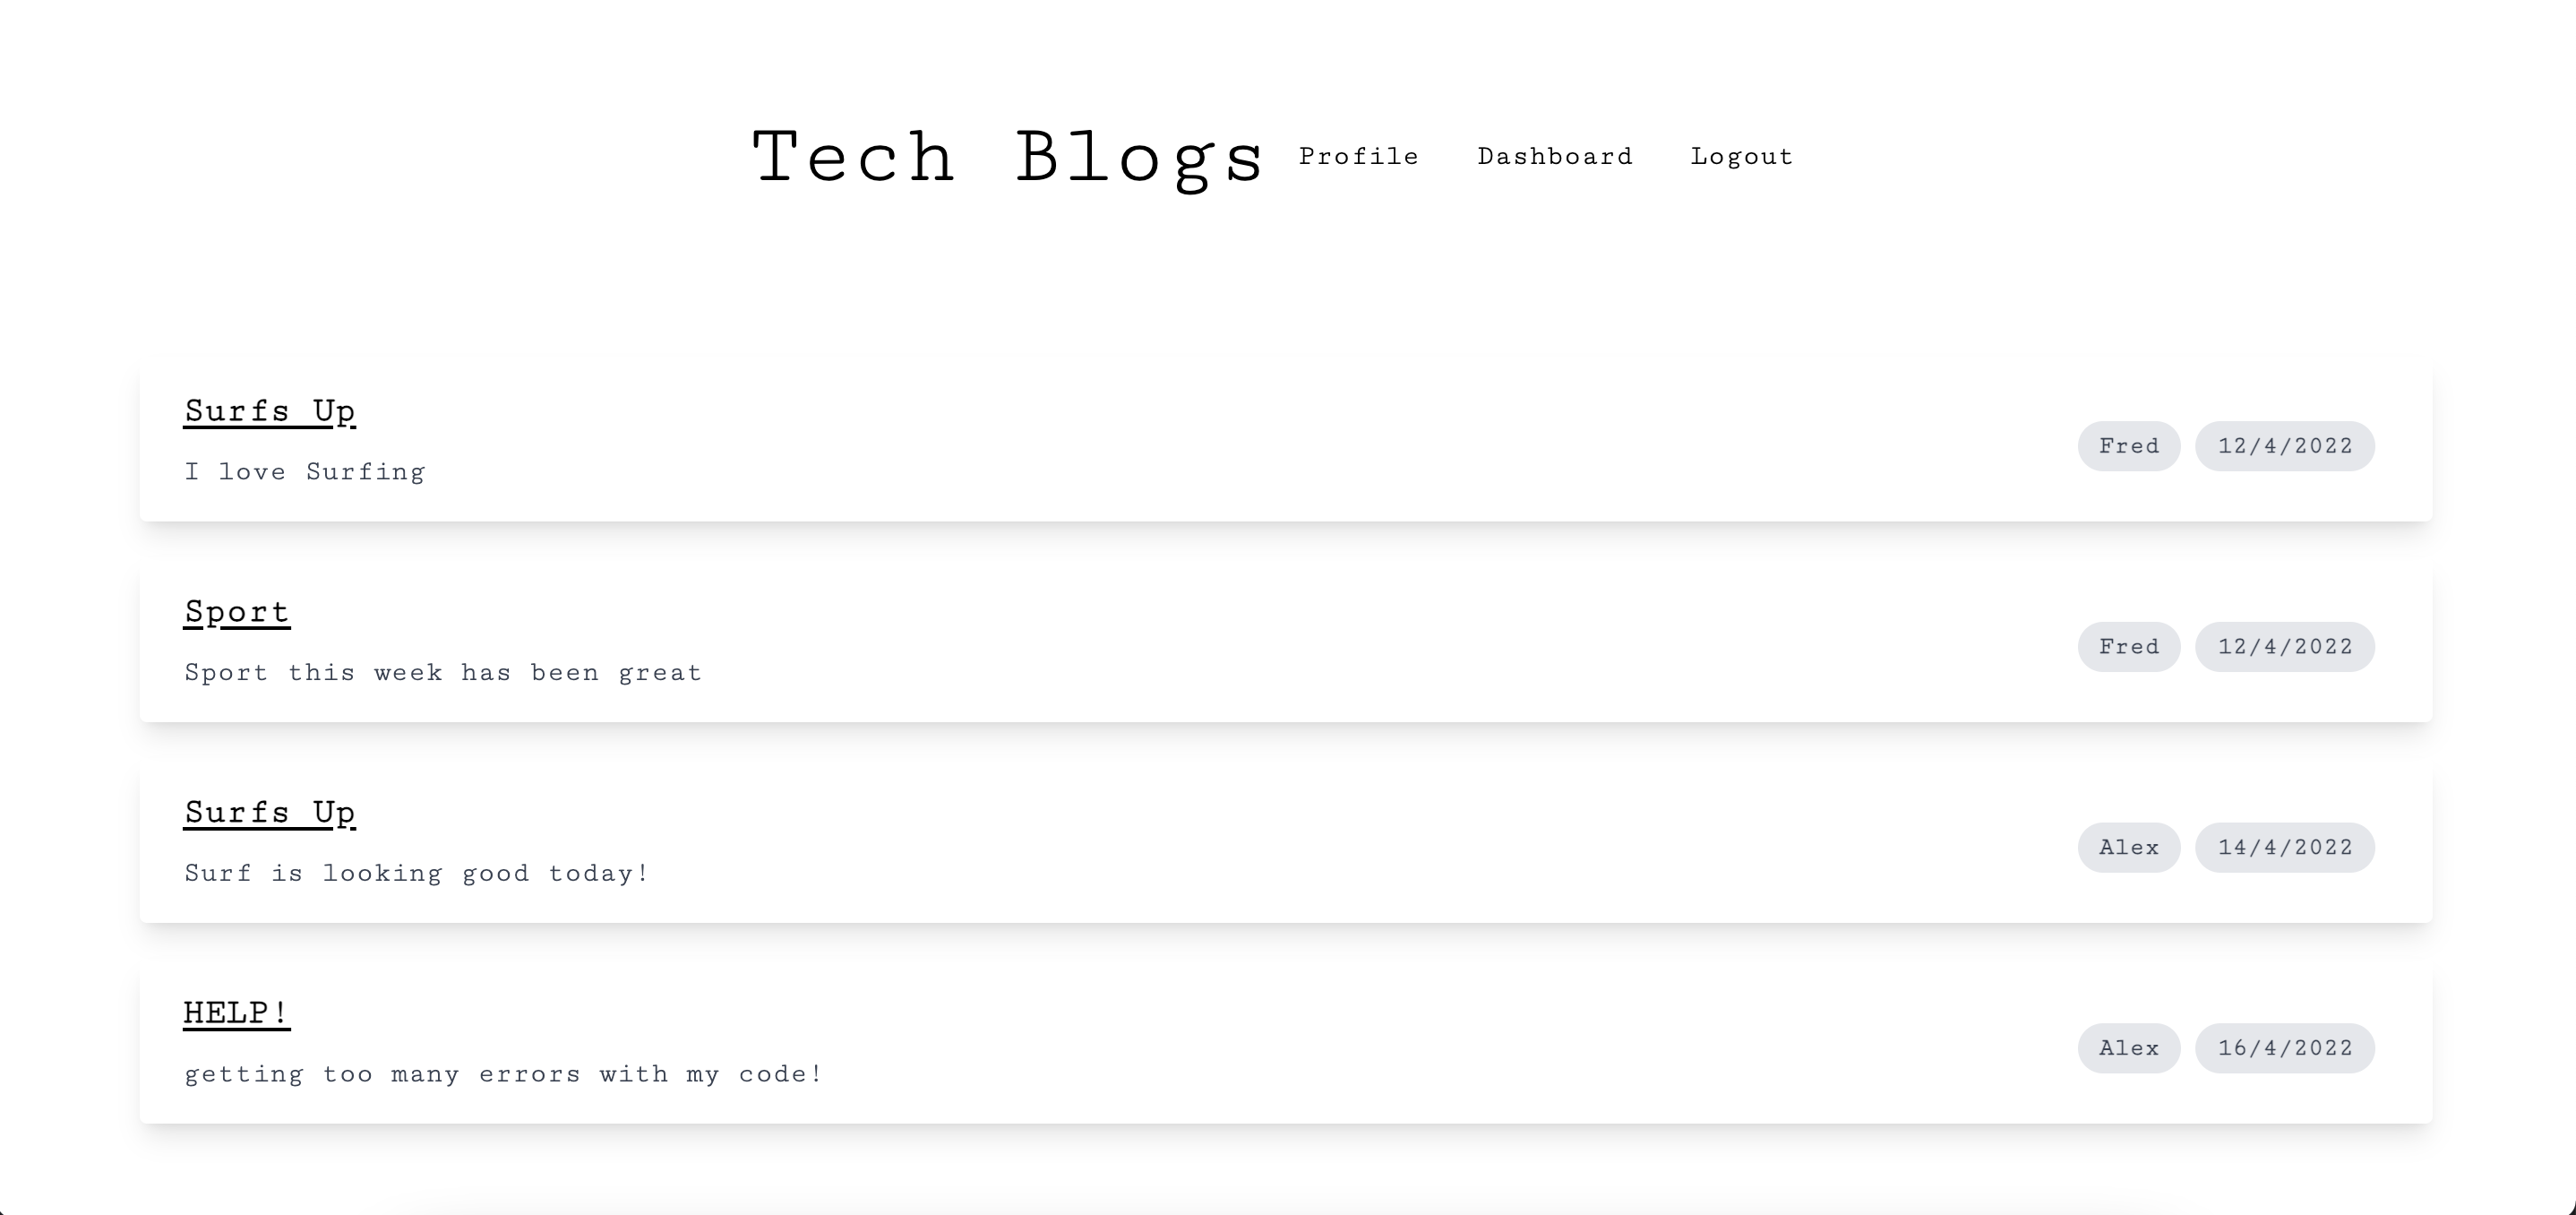 Tech Blogs Profile Dashboard Logout
Surfs Up
I love Surfing
Fred 12/4/2022
Sport
Sport this week has been great
Fred 12/4/2022
Surfs Up
Surf is looking good today!
Alex 14/4/2022
HELP!
getting too many errors with my code!
Alex 16/4/2022